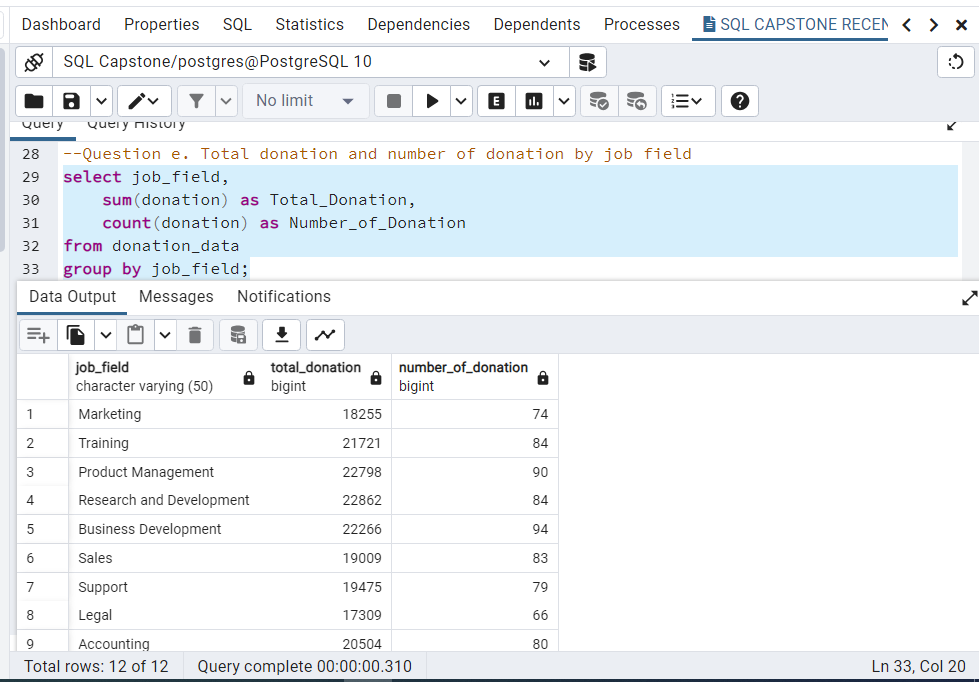 Dashboard Properties SQL Statistics Dependencies Dependents Processes SQL CAPSTONE RECEN
SQL Capstone/postgres@PostgreSQL 10
No limit E
Query Query History
28 --Question e. Total donation and number of donation by job field
29 select job_field,
30 sum(donation) as Total_Donation,
31 count(donation) as Number_of_Donation
32 from donation_data
33 group by job_field;
Data Output Messages Notifications
job_field total_donation number_of_donation
character varying (50) bigint bigint
1 Marketing 18255 74
2 Training 21721 84
3 Product Management 22798 90
4 Research and Development 22862 84
5 Business Development 22266 94
6 Sales 19009 83
7 Support 19475 79
8 Legal 17309 66
9 Accounting 20504 80
Total rows: 12 of 12 Query complete 00:00:00.310 Ln 33, Col 20